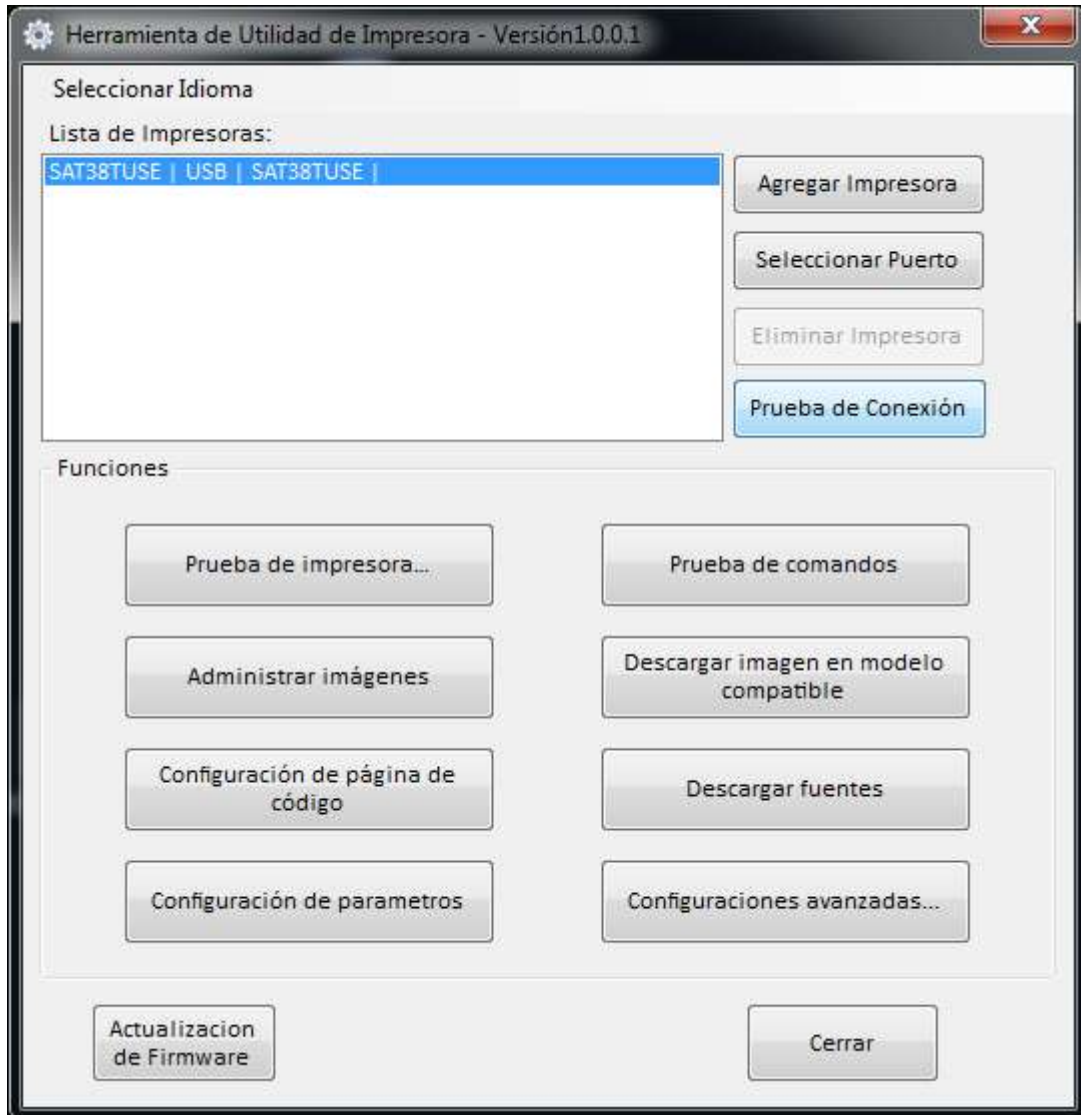 Herramienta de Utilidad de Impresora - Versión1.0.0.1
Seleccionar Idioma
Lista de Impresoras:
SAT38TUSE | USB | SAT38TUSE |
Agregar Impresora
Seleccionar Puerto
Eliminar Impresora
Prueba de Conexión
Funciones
Prueba de impresora...
Prueba de comandos
Administrar imágenes
Descargar imagen en modelo
compatible
Configuración de página de
código
Descargar fuentes
Configuración de parametros
Configuraciones avanzadas...
Actualizacion
de Firmware
Cerrar